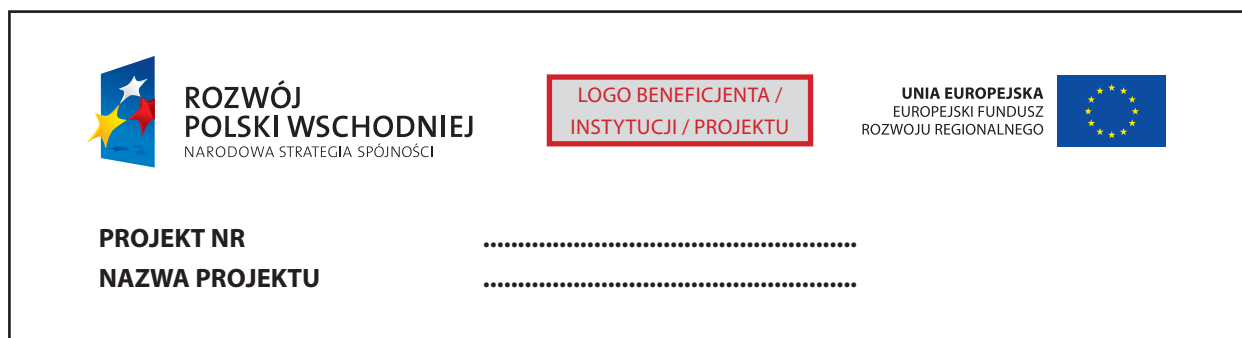 ROZWÓJ
POLSKI WSCHODNIEJ
NARODOWA STRATEGIA SPÓJNOŚCI
LOGO BENEFICJENTA /
INSTYTUCJI / PROJEKTU
UNIA EUROPEJSKA
EUROPEJSKI FUNDUSZ
ROZWOJU REGIONALNEGO
PROJEKT NR ......................................................
NAZWA PROJEKTU ......................................................